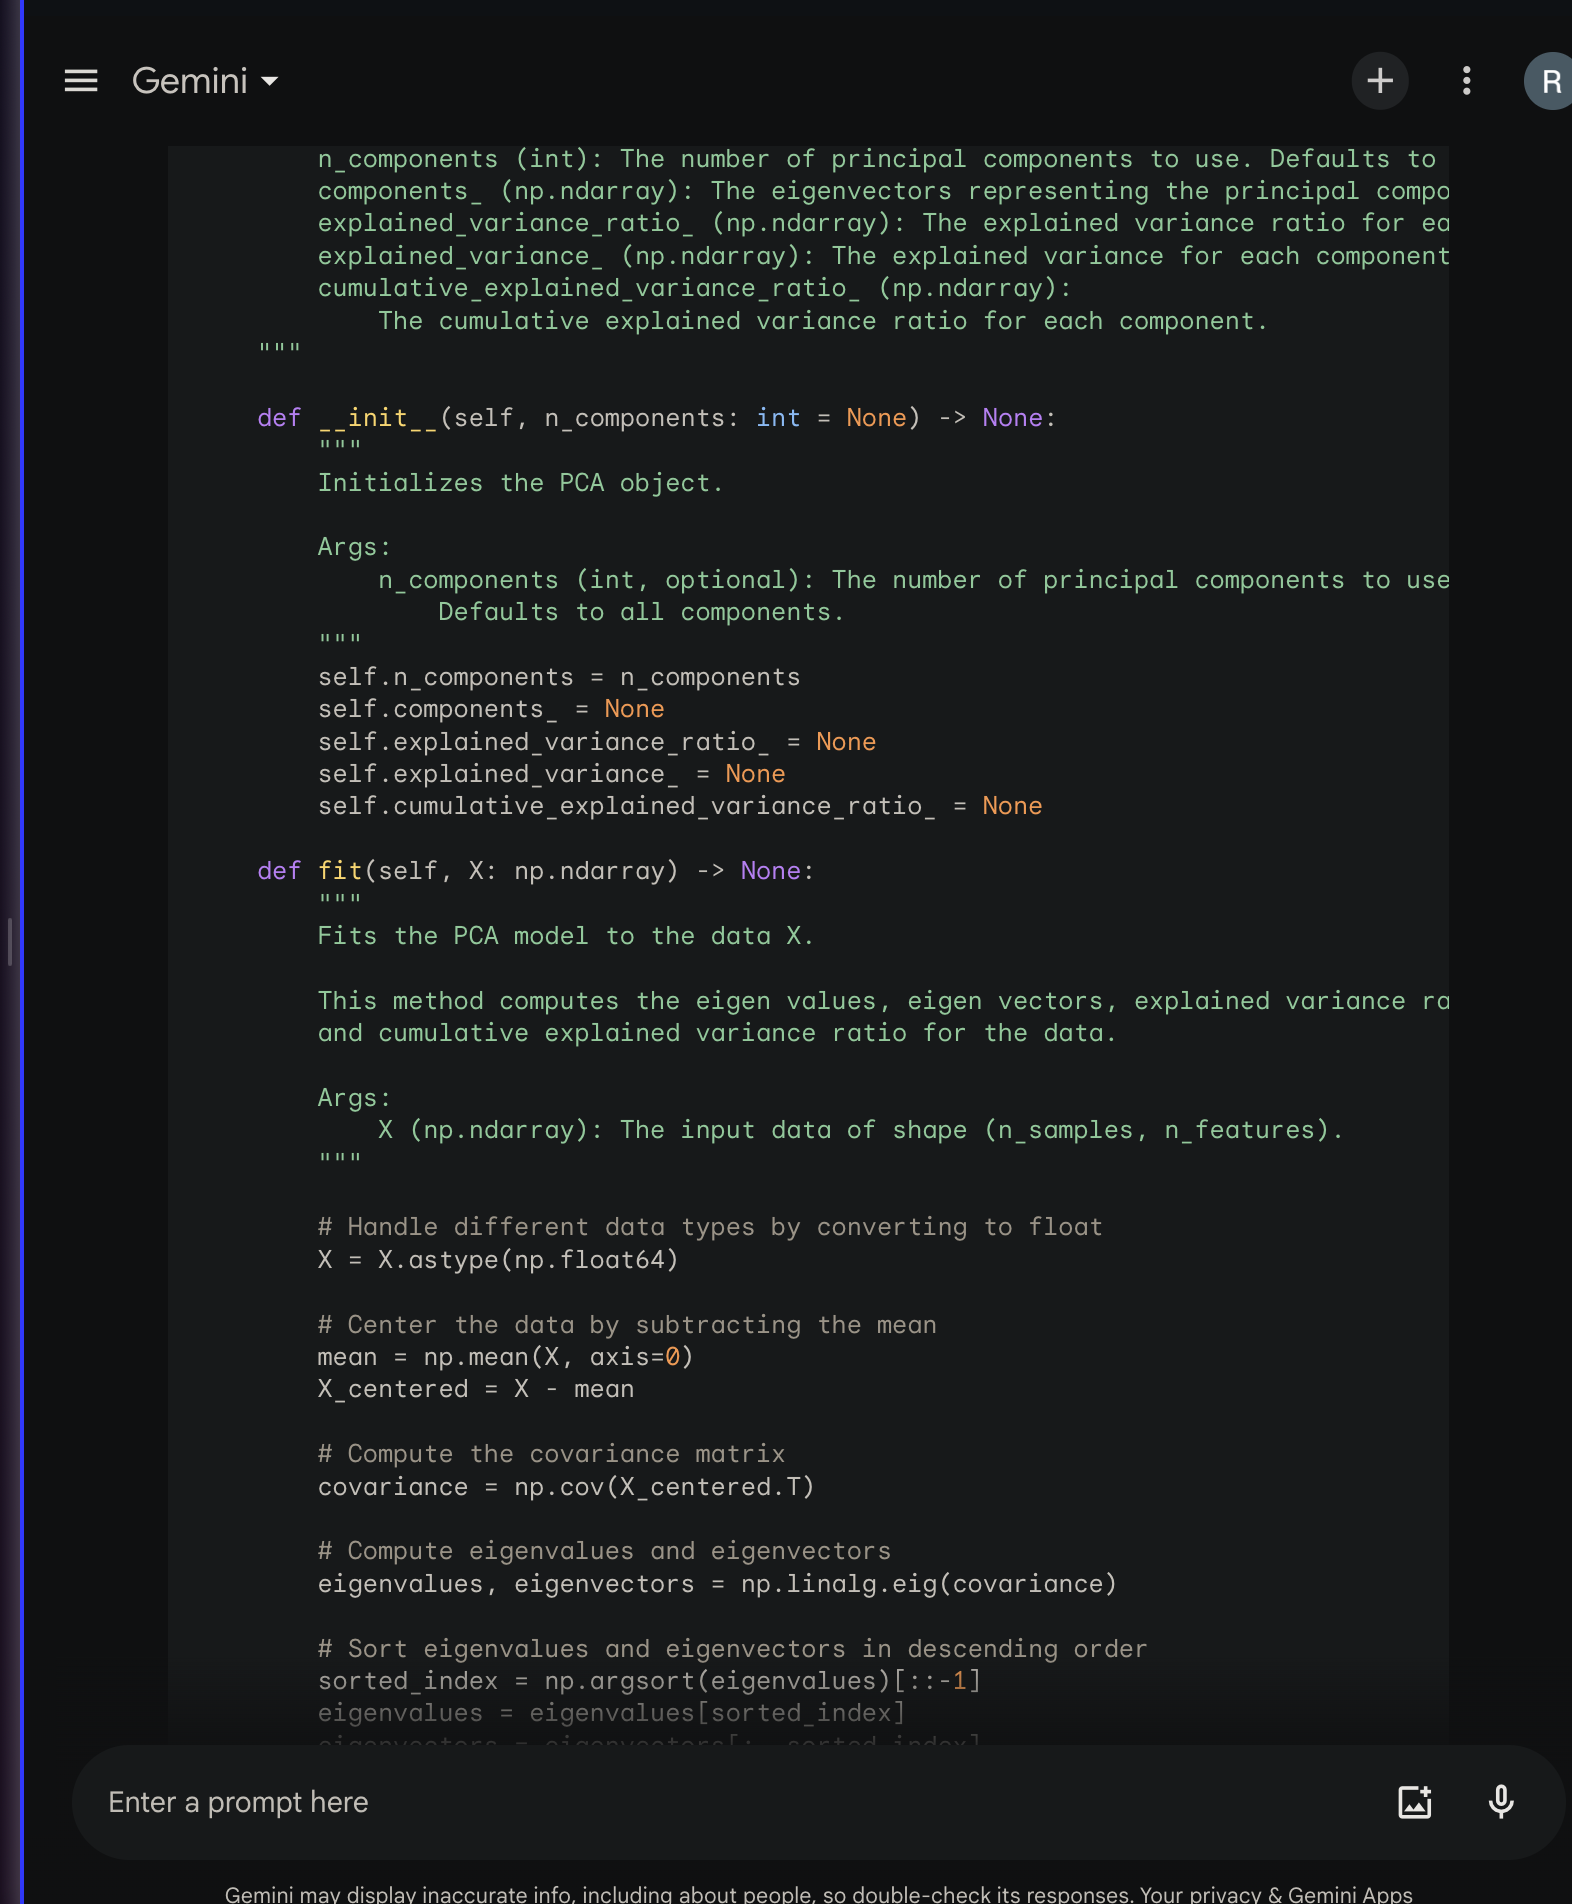 Gemini
R
n_components (int): The number of principal components to use. Defaults to
components_ (np.ndarray): The eigenvectors representing the principal compo
explained_variance_ratio_ (np.ndarray): The explained variance ratio for ea
explained_variance_ (np.ndarray): The explained variance for each component
cumulative_explained_variance_ratio_ (np.ndarray):
    The cumulative explained variance ratio for each component.
"""
def __init__(self, n_components: int = None) -> None:
    """
    Initializes the PCA object.

    Args:
        n_components (int, optional): The number of principal components to use
            Defaults to all components.
    """
    self.n_components = n_components
    self.components_ = None
    self.explained_variance_ratio_ = None
    self.explained_variance_ = None
    self.cumulative_explained_variance_ratio_ = None

def fit(self, X: np.ndarray) -> None:
    """
    Fits the PCA model to the data X.

    This method computes the eigen values, eigen vectors, explained variance ra
    and cumulative explained variance ratio for the data.

    Args:
        X (np.ndarray): The input data of shape (n_samples, n_features).
    """

    # Handle different data types by converting to float
    X = X.astype(np.float64)

    # Center the data by subtracting the mean
    mean = np.mean(X, axis=0)
    X_centered = X - mean

    # Compute the covariance matrix
    covariance = np.cov(X_centered.T)

    # Compute eigenvalues and eigenvectors
    eigenvalues, eigenvectors = np.linalg.eig(covariance)

    # Sort eigenvalues and eigenvectors in descending order
    sorted_index = np.argsort(eigenvalues)[::-1]
    eigenvalues = eigenvalues[sorted_index]
    eigenvectors = eigenvectors[:, sorted_index]
Enter a prompt here
Gemini may display inaccurate info, including about people, so double-check its responses. Your privacy & Gemini Apps